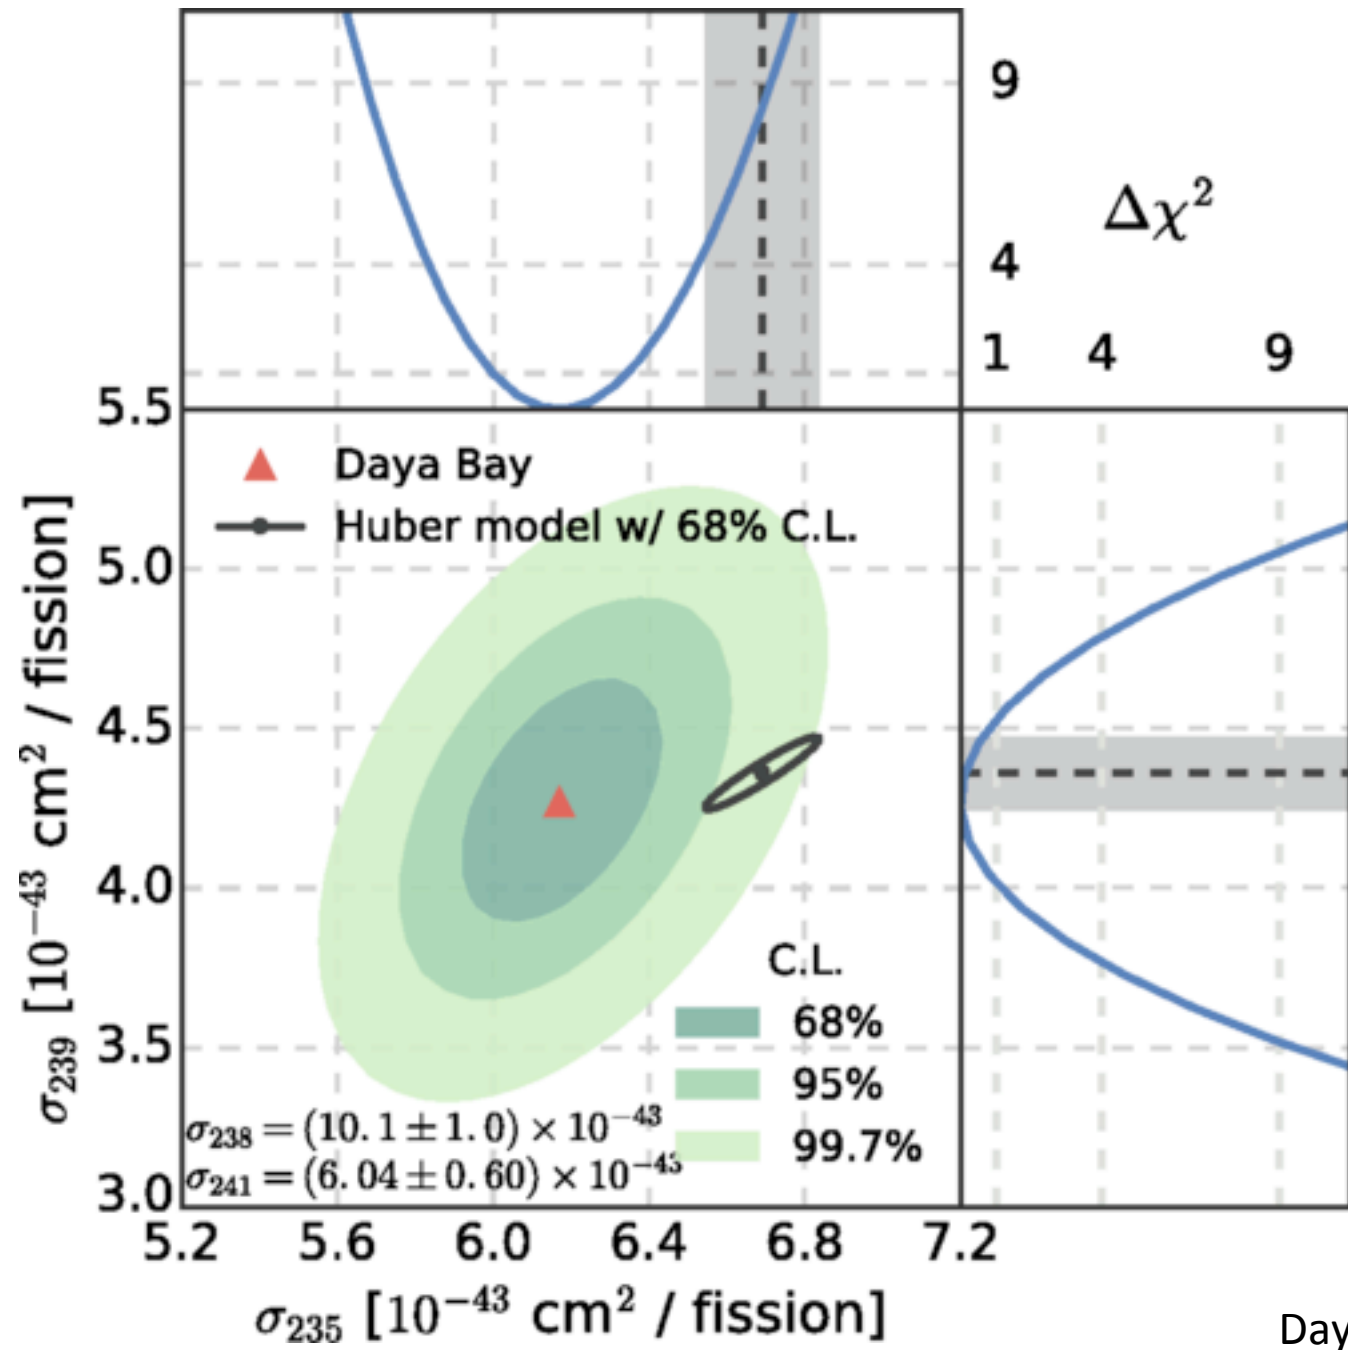 9
Δχ²
4
1 4 9
5.5
Daya Bay
Huber model w/ 68% C.L.
5.0
4.5
4.0
C.L.
68%
3.5
95%
σ₂₃₈ = (10.1 ± 1.0) × 10⁻⁴³
99.7%
σ₂₄₁ = (6.04 ± 0.60) × 10⁻⁴³
3.0
5.2 5.6 6.0 6.4 6.8 7.2
σ₂₃₅ [10⁻⁴³ cm² / fission]
σ₂₃₉ [10⁻⁴³ cm² / fission]
Day